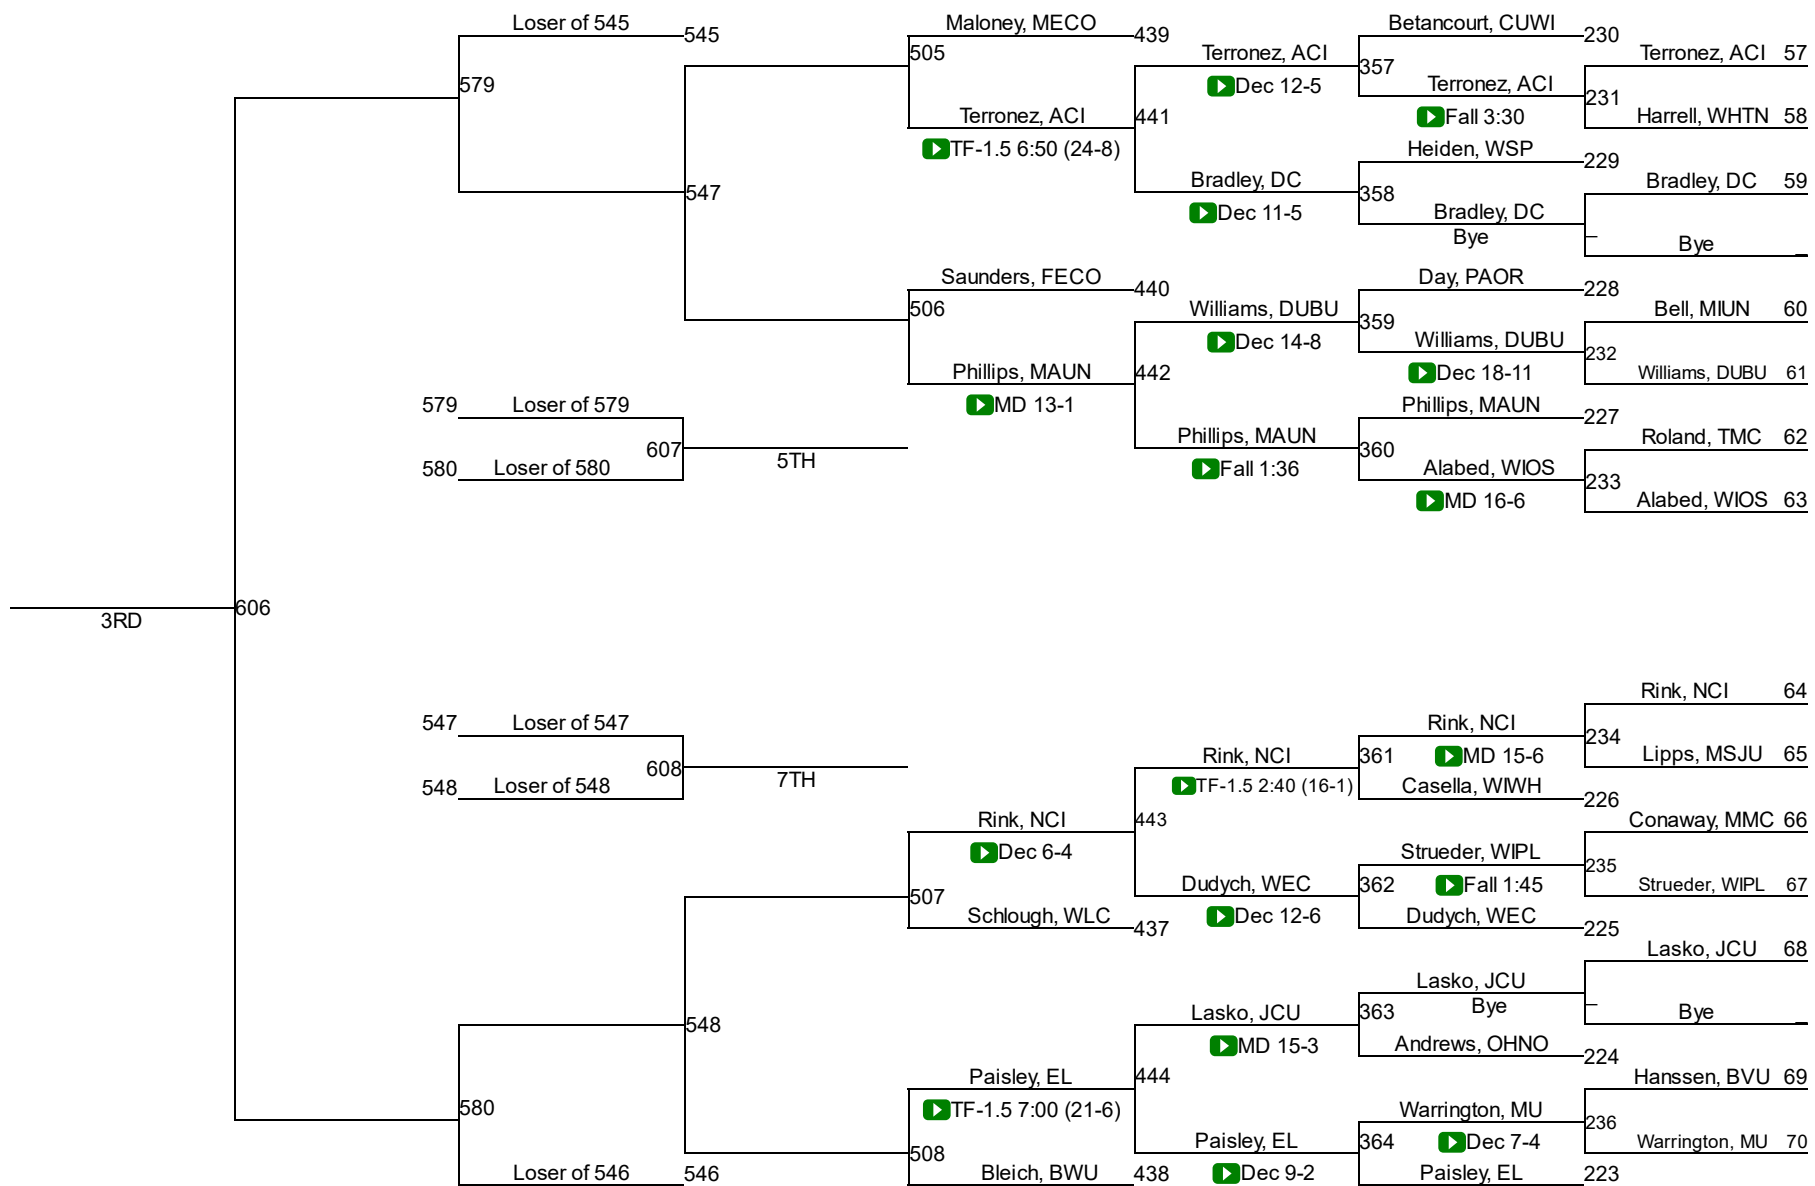 Loser of 545
545
579
Maloney, MECO
439
505
Terronez, ACI
Dec 12-5
Betancourt, CUWI
230
357
Terronez, ACI
Fall 3:30
Terronez, ACI 57
231
Harrell, WHTN 58
Terronez, ACI
TF-1.5 6:50 (24-8)
441
Heiden, WSP
229
Bradley, DC
Dec 11-5
358
Bradley, DC
Bye
Bradley, DC 59
Bye
547
Saunders, FECO
440
506
Williams, DUBU
Dec 14-8
Day, PAOR
228
359
Williams, DUBU
Dec 18-11
Bell, MIUN 60
232
Williams, DUBU 61
Phillips, MAUN
MD 13-1
442
Phillips, MAUN
227
Phillips, MAUN
Fall 1:36
360
Alabed, WIOS
MD 16-6
Roland, TMC 62
233
Alabed, WIOS 63
579 Loser of 579
607
5TH
580 Loser of 580
3RD
606
547 Loser of 547
608
7TH
548 Loser of 548
Rink, NCI 64
Rink, NCI
234
MD 15-6
Lipps, MSJU 65
Rink, NCI
361
TF-1.5 2:40 (16-1)
Casella, WIWH
226
Rink, NCI
Dec 6-4
443
Conaway, MMC 66
Strueder, WIPL
235
Fall 1:45
Strueder, WIPL 67
Dudych, WEC
362
Dec 12-6
Dudych, WEC
225
507
Schlough, WLC
437
Lasko, JCU 68
Lasko, JCU
Bye
Bye
Lasko, JCU
363
MD 15-3
Andrews, OHNO
224
548
Paisley, EL
444
TF-1.5 7:00 (21-6)
Hanssen, BVU 69
Warrington, MU
236
Dec 7-4
Warrington, MU 70
Paisley, EL
364
Dec 9-2
Paisley, EL
223
580
508
Bleich, BWU
438
Loser of 546
546